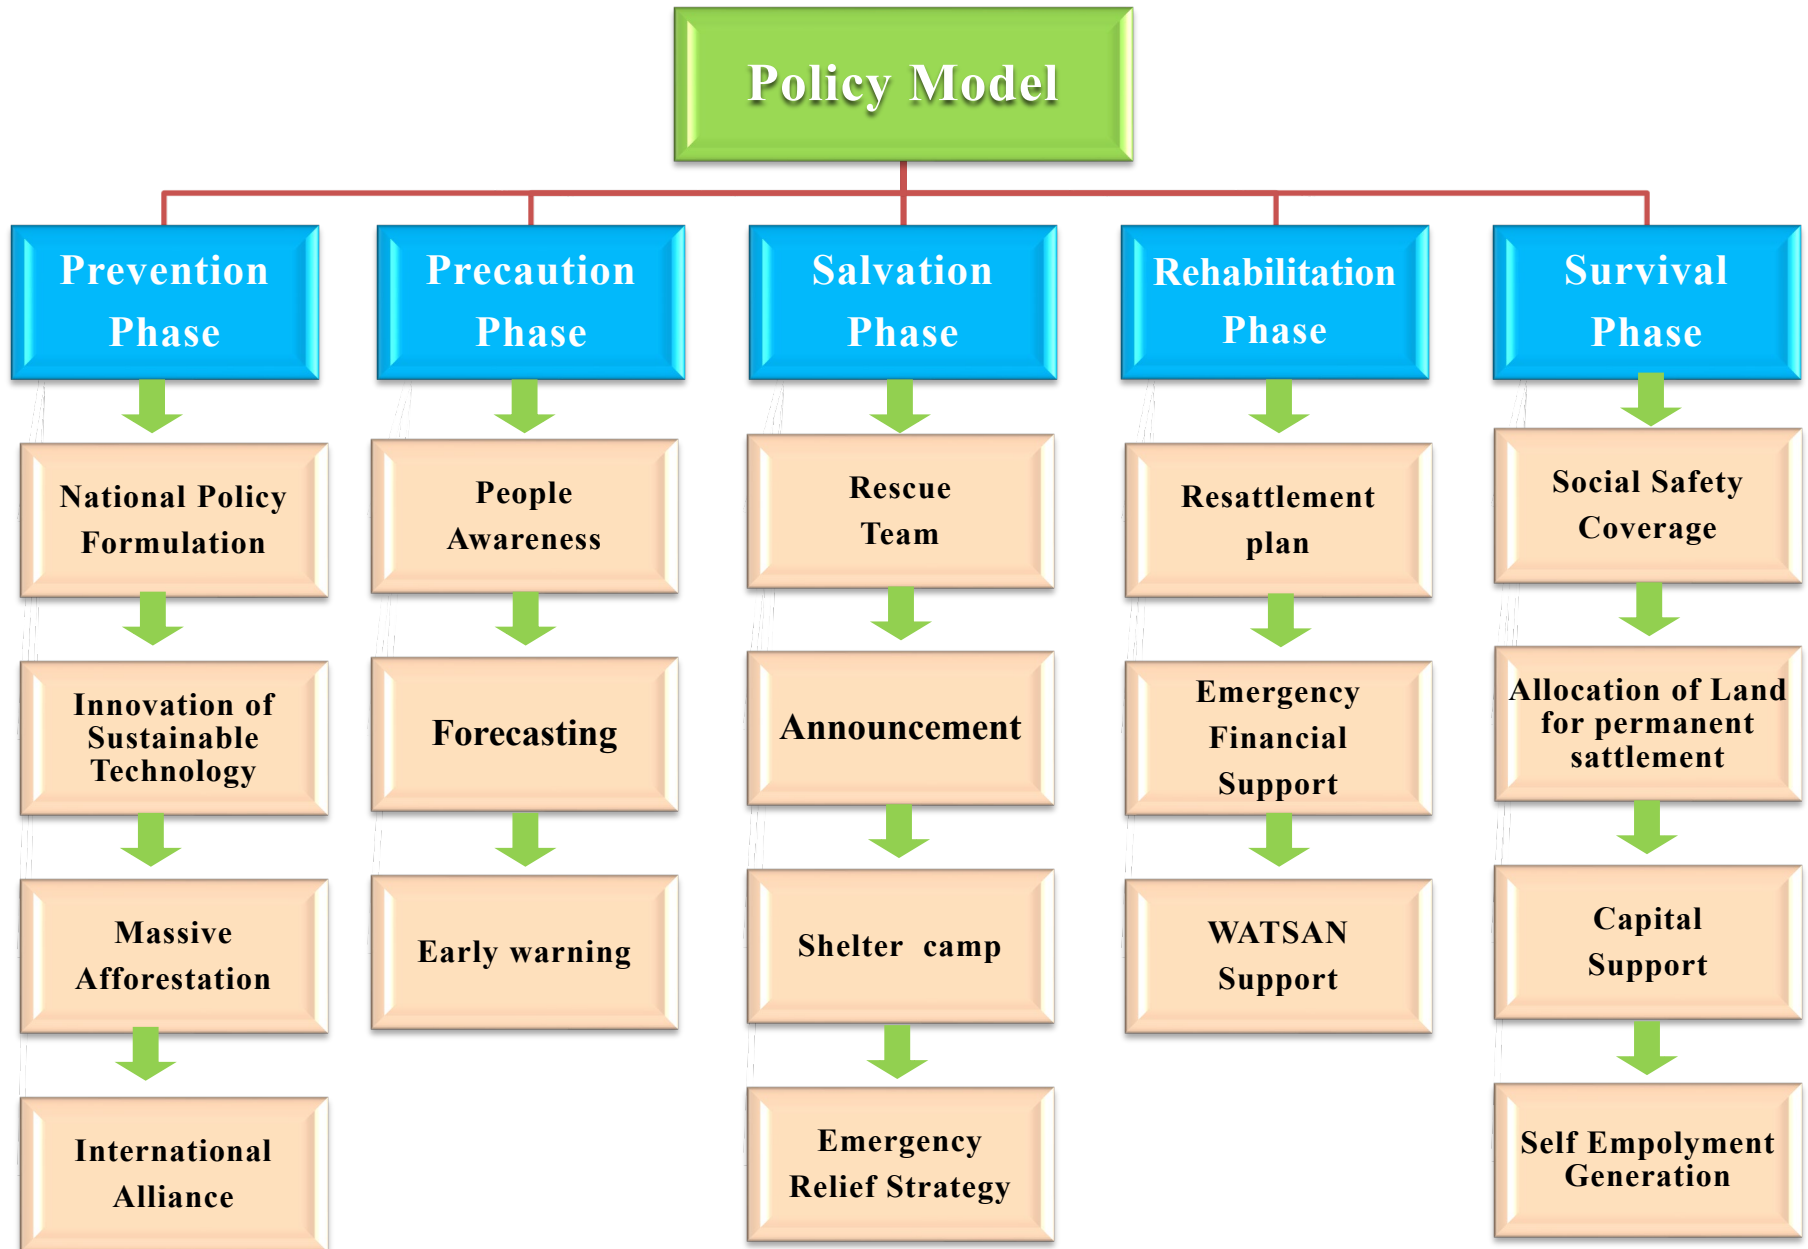 Policy Model
Prevention
Phase
Precaution
Phase
Salvation
Phase
Rehabilitation
Phase
Survival
Phase
National Policy
Formulation
People
Awareness
Rescue
Team
Resattlement
plan
Social Safety
Coverage
Innovation of
Sustainable
Technology
Forecasting
Announcement
Emergency
Financial
Support
Allocation of Land
for permanent
sattlement
Massive
Afforestation
Early warning
Shelter camp
WATSAN
Support
Capital
Support
International
Alliance
Emergency
Relief Strategy
Self Empolyment
Generation